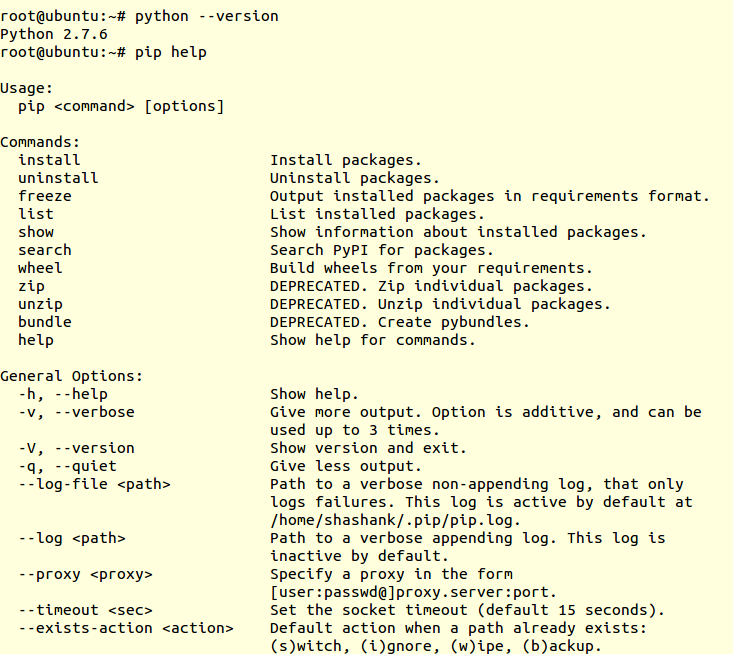 root@ubuntu:~# python --version
Python 2.7.6
root@ubuntu:~# pip help

Usage:
  pip <command> [options]

Commands:
  install                     Install packages.
  uninstall                   Uninstall packages.
  freeze                      Output installed packages in requirements format.
  list                        List installed packages.
  show                        Show information about installed packages.
  search                      Search PyPI for packages.
  wheel                       Build wheels from your requirements.
  zip                         DEPRECATED. Zip individual packages.
  unzip                       DEPRECATED. Unzip individual packages.
  bundle                      DEPRECATED. Create pybundles.
  help                        Show help for commands.

General Options:
  -h, --help                  Show help.
  -v, --verbose               Give more output. Option is additive, and can be
                              used up to 3 times.
  -V, --version               Show version and exit.
  -q, --quiet                 Give less output.
  --log-file <path>           Path to a verbose non-appending log, that only
                              logs failures. This log is active by default at
                              /home/shashank/.pip/pip.log.
  --log <path>                Path to a verbose appending log. This log is
                              inactive by default.
  --proxy <proxy>             Specify a proxy in the form
                              [user:passwd@]proxy.server:port.
  --timeout <sec>             Set the socket timeout (default 15 seconds).
  --exists-action <action>    Default action when a path already exists:
                              (s)witch, (i)gnore, (w)ipe, (b)ackup.